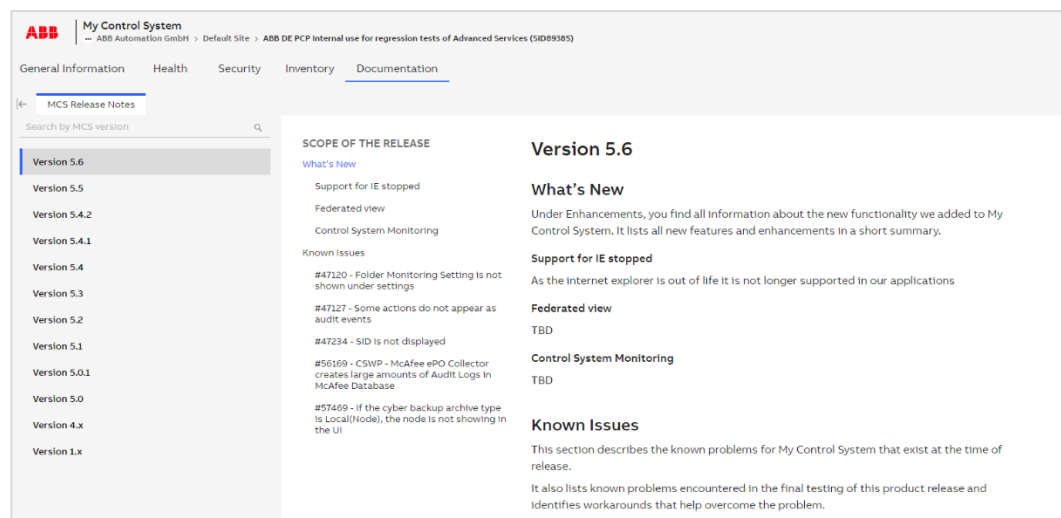 ABB
My Control System
ABB Automation GmbH > Default Site > ABB DE PCP Internal use for regression tests of Advanced Services (SID89385)
General Information Health Security Inventory Documentation
MCS Release Notes
Search by MCS version
Version 5.6
Version 5.5
Version 5.4.2
Version 5.4.1
Version 5.4
Version 5.3
Version 5.2
Version 5.1
Version 5.0.1
Version 5.0
Version 4.x
Version 1.x
SCOPE OF THE RELEASE
What's New
Support for IE stopped
Federated view
Control System Monitoring
Known Issues
#47120 - Folder Monitoring Setting is not
shown under settings
#47127 - Some actions do not appear as
audit events
#47234 - SID is not displayed
#56169 - CSWP - McAfee ePO Collector
creates large amounts of Audit Logs in
McAfee Database
#57469 - If the cyber backup archive type
is Local(Node), the node is not showing in
the UI
Version 5.6
What's New
Under Enhancements, you find all information about the new functionality we added to My
Control System. It lists all new features and enhancements in a short summary.
Support for IE stopped
As the internet explorer is out of life it is not longer supported in our applications
Federated view
TBD
Control System Monitoring
TBD
Known Issues
This section describes the known problems for My Control System that exist at the time of
release.
It also lists known problems encountered in the final testing of this product release and
identifies workarounds that help overcome the problem.